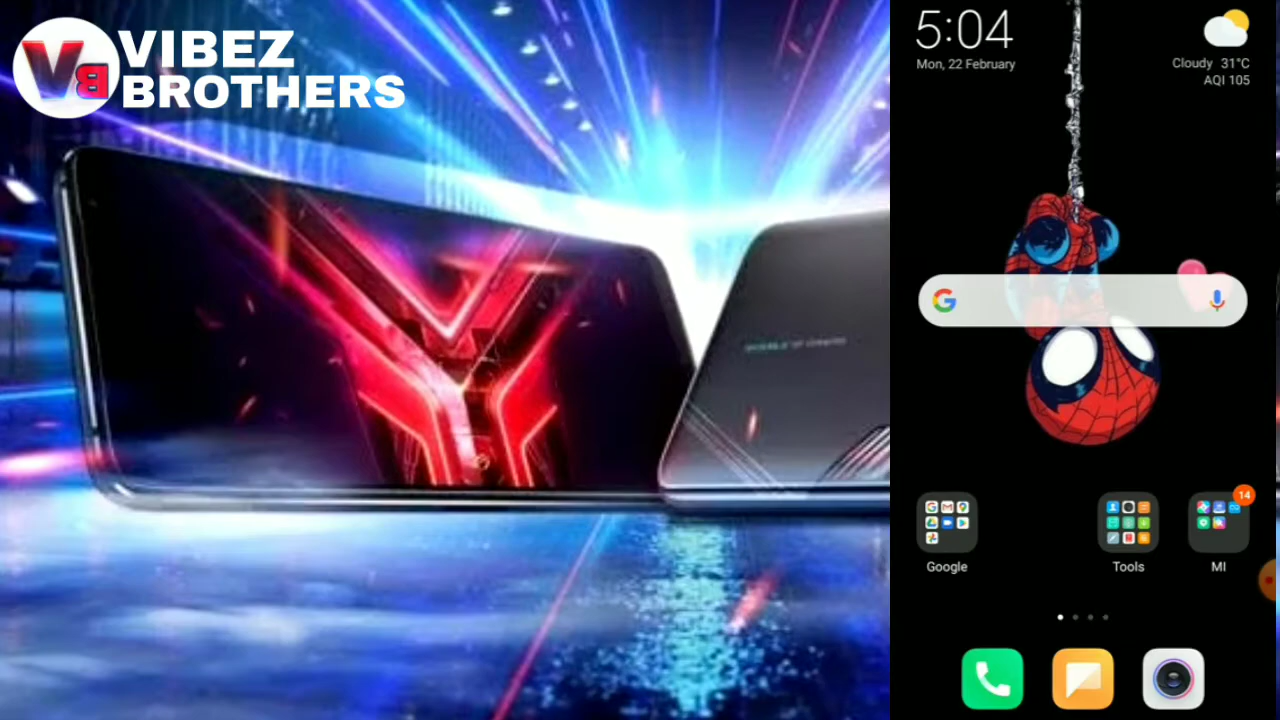 VIBEZ
BROTHERS
5:04
Mon, 22 February
Cloudy 31°C
AQI 105
14
Google
Tools
MI